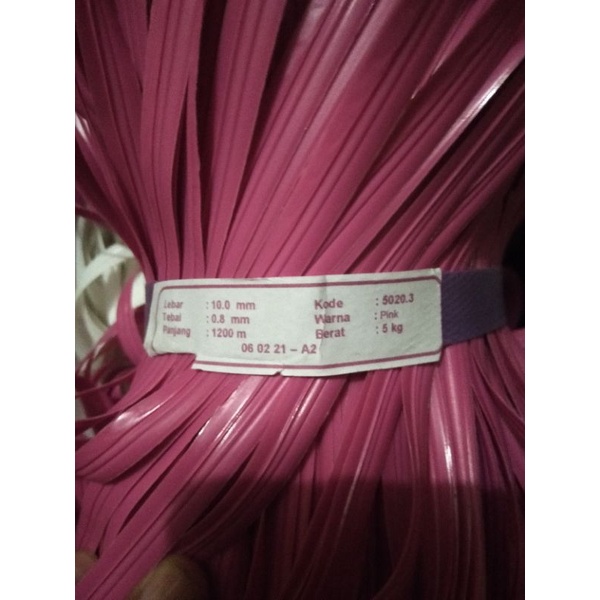 Lebar : 10.0 mm Kode : 5020.3
Tebal : 0.8 mm Warna : Pink
Panjang : 1200 m Berat : 5 kg
06 02 21 – A2